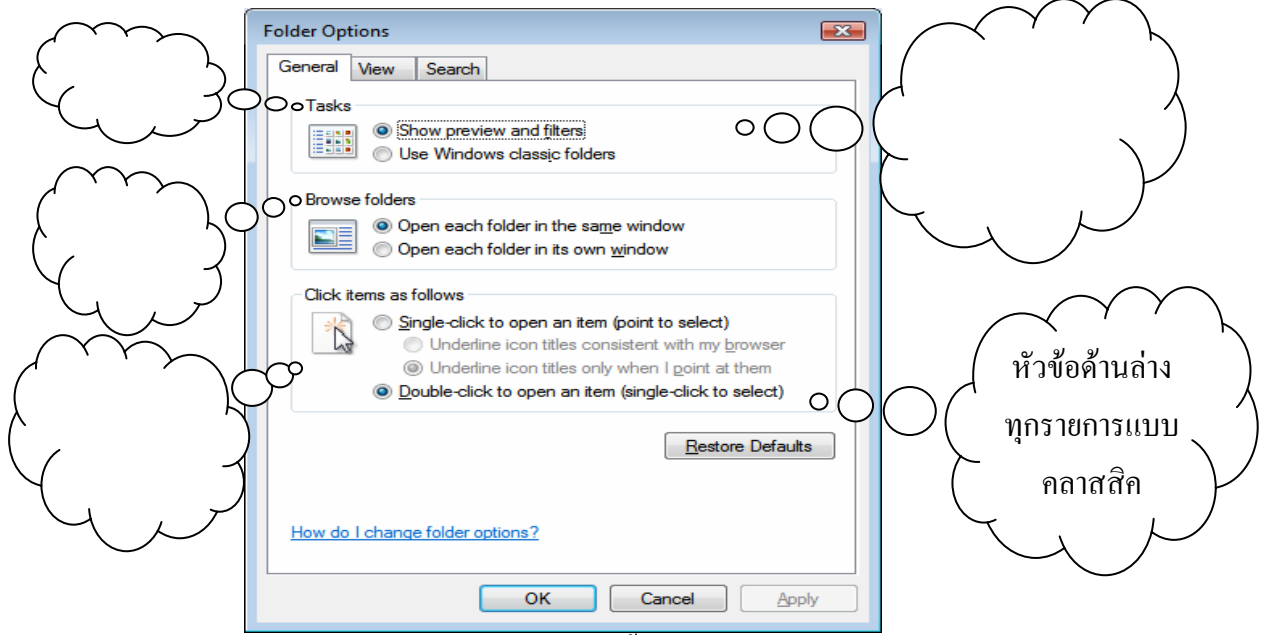 Folder Options
General View Search
Tasks
Show preview and filters
Use Windows classic folders
Browse folders
Open each folder in the same window
Open each folder in its own window
Click items as follows
Single-click to open an item (point to select)
Underline icon titles consistent with my browser
Underline icon titles only when I point at them
Double-click to open an item (single-click to select)
Restore Defaults
How do I change folder options?
OK Cancel Apply
หัวข้อด้านล่าง
ทุกรายการแบบ
คลาสสิค